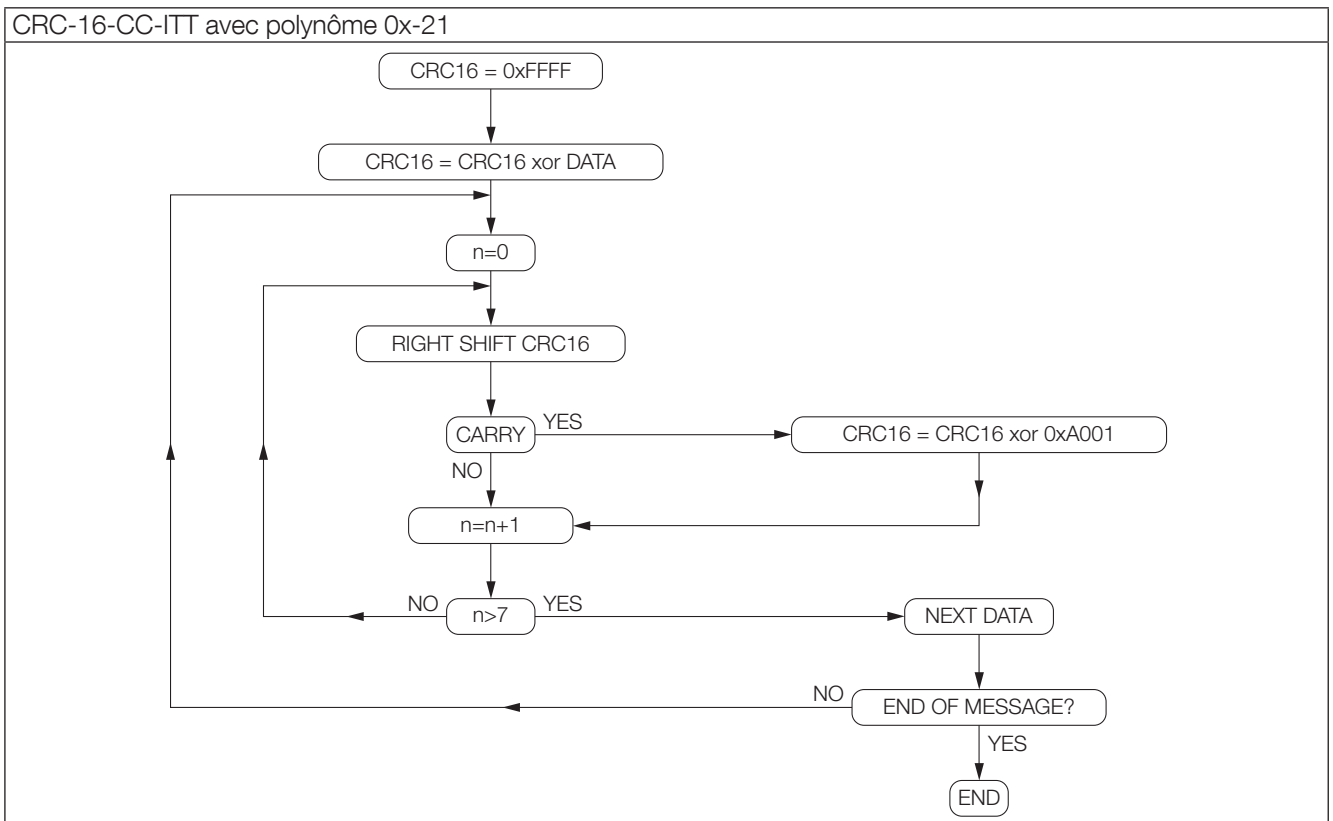 CRC-16-CC-ITT avec polynôme 0x-21
CRC16 = 0xFFFF
CRC16 = CRC16 xor DATA
n=0
RIGHT SHIFT CRC16
CARRY
YES
CRC16 = CRC16 xor 0xA001
NO
n=n+1
NO
n>7
YES
NEXT DATA
NO
END OF MESSAGE?
YES
END